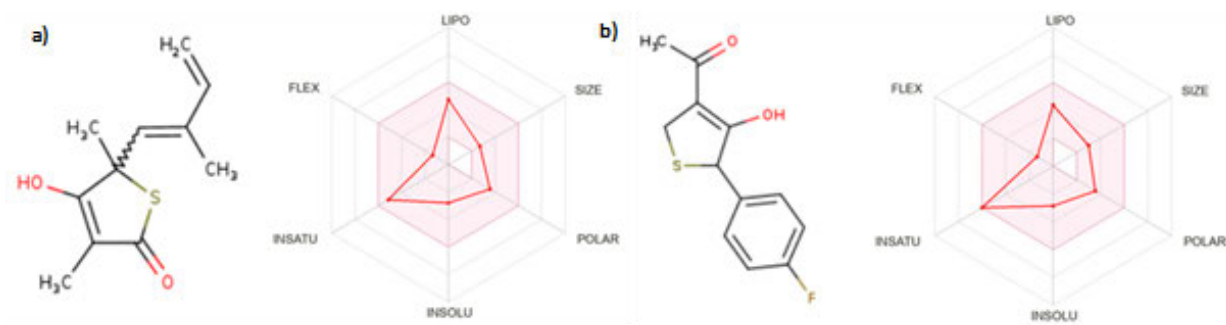 a)
H₂C
H₃C
CH₃
HO
S
H₃C
O
LIPO
FLEX
SIZE
INSATU
POLAR
INSOLU
b)
H₃C
O
OH
S
F
LIPO
FLEX
SIZE
INSATU
POLAR
INSOLU